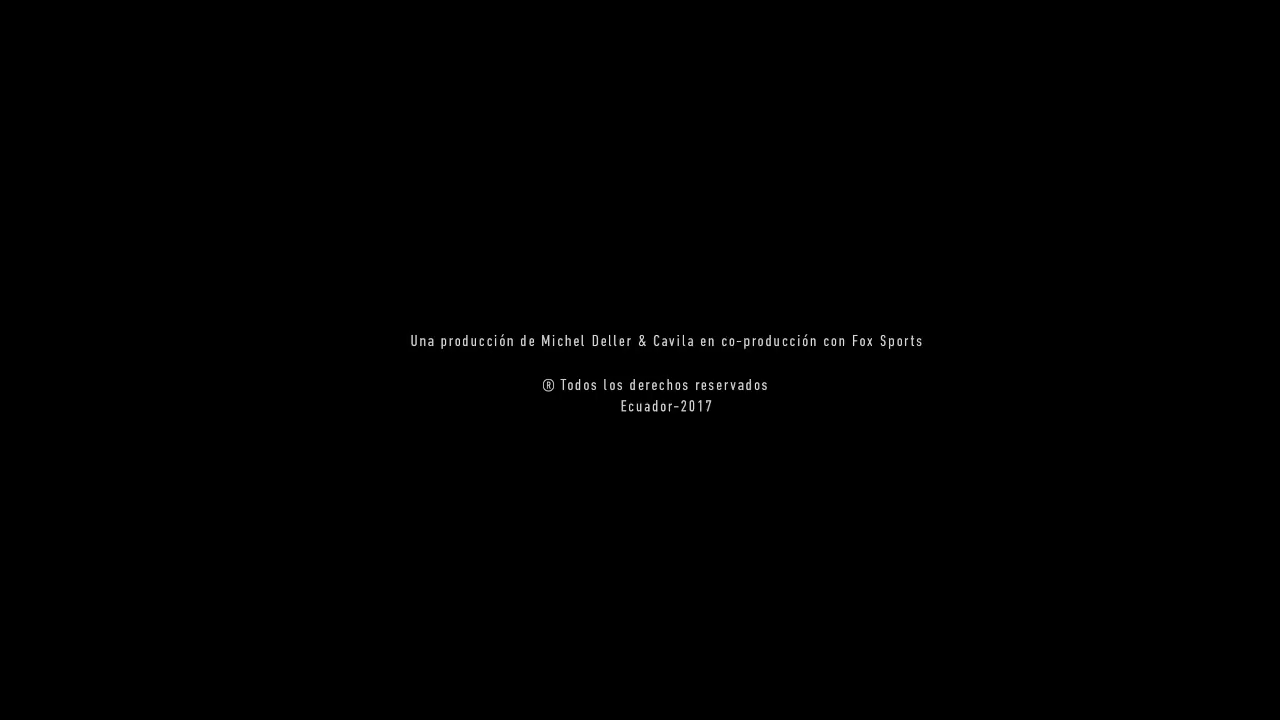 Una producción de Michel Deller & Cavila en co-producción con Fox Sports
® Todos los derechos reservados
Ecuador-2017